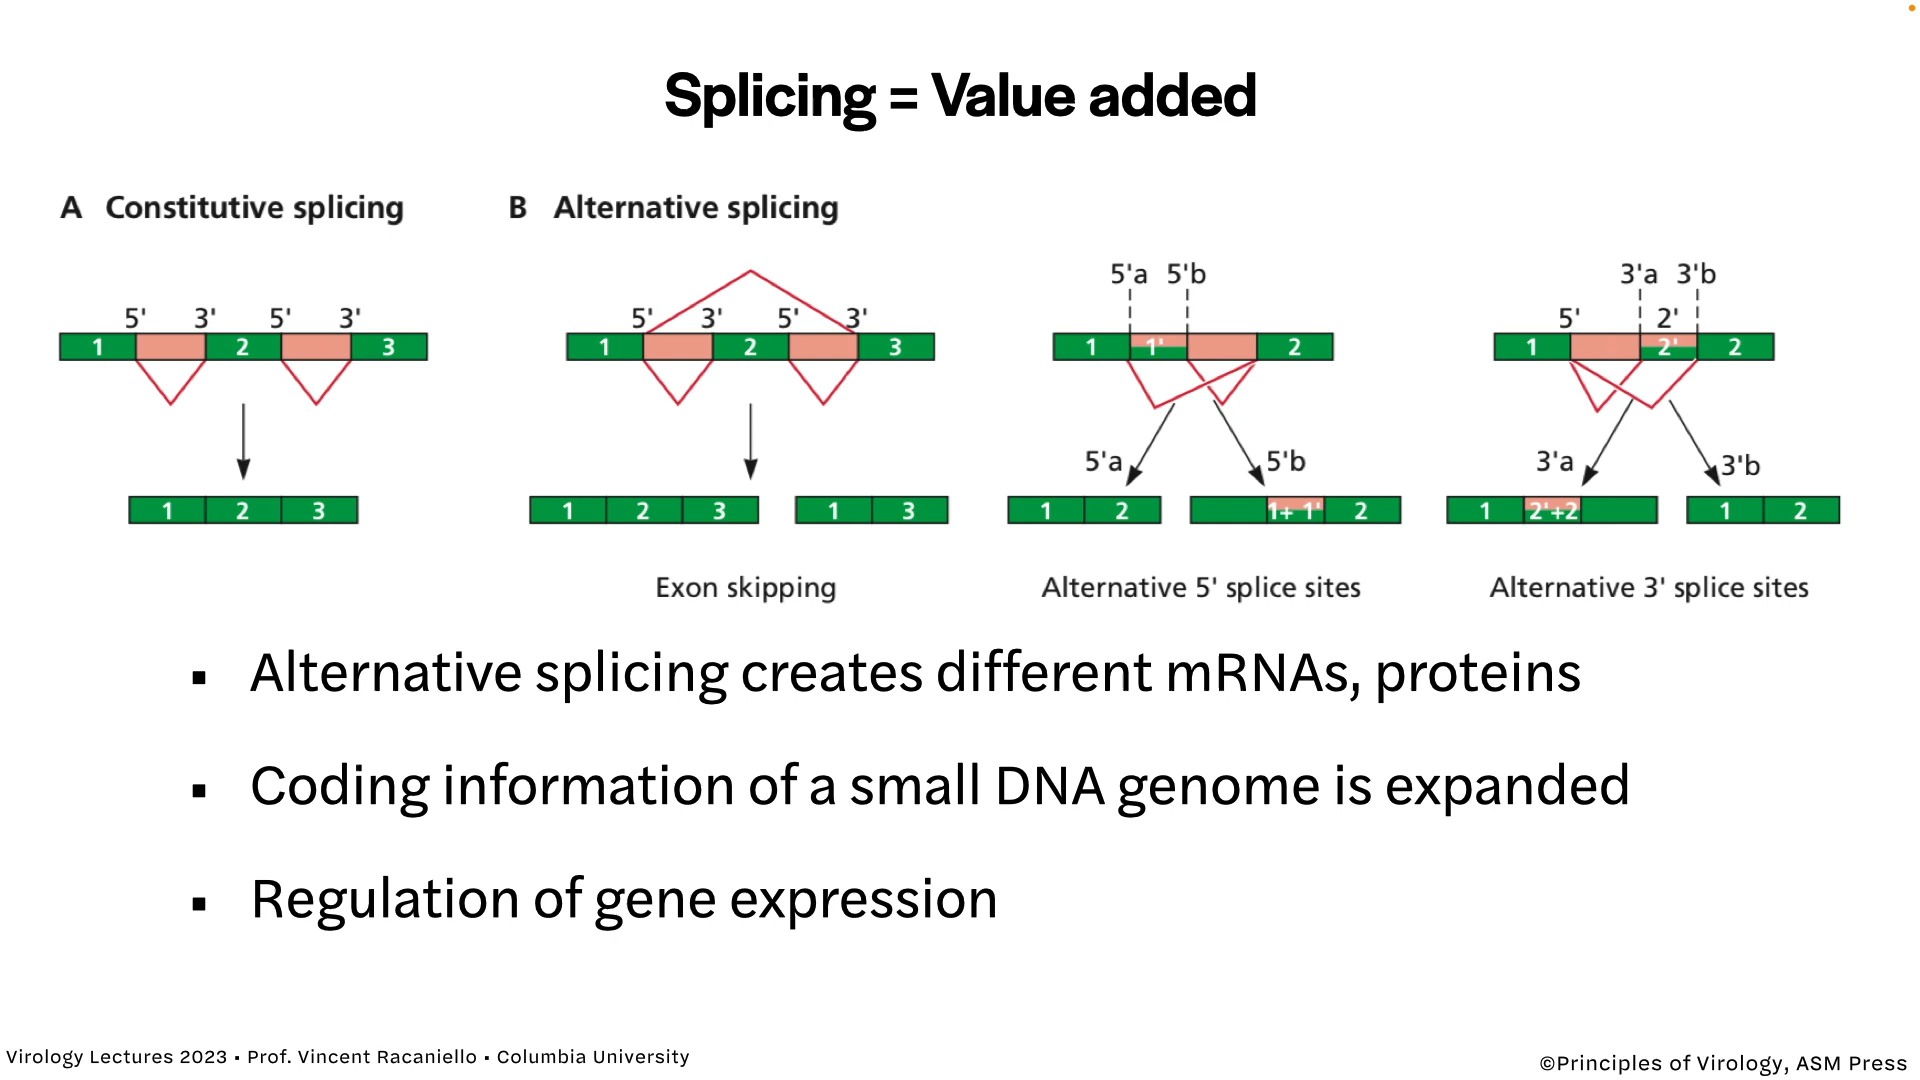 Splicing = Value added
A Constitutive splicing
B Alternative splicing
5' 3' 5' 3'
1 2 3
1 2 3
5' 3' 5' 3'
1 2 3
1 2 3
1 3
Exon skipping
5'a 5'b
1 1' 2
5'a 5'b
1 2
1+ 1' 2
Alternative 5' splice sites
3'a 3'b
5' 2'
1 2' 2
3'a 3'b
1 2'+2
1 2
Alternative 3' splice sites
▪ Alternative splicing creates different mRNAs, proteins
▪ Coding information of a small DNA genome is expanded
▪ Regulation of gene expression
Virology Lectures 2023 • Prof. Vincent Racaniello • Columbia University
©Principles of Virology, ASM Press